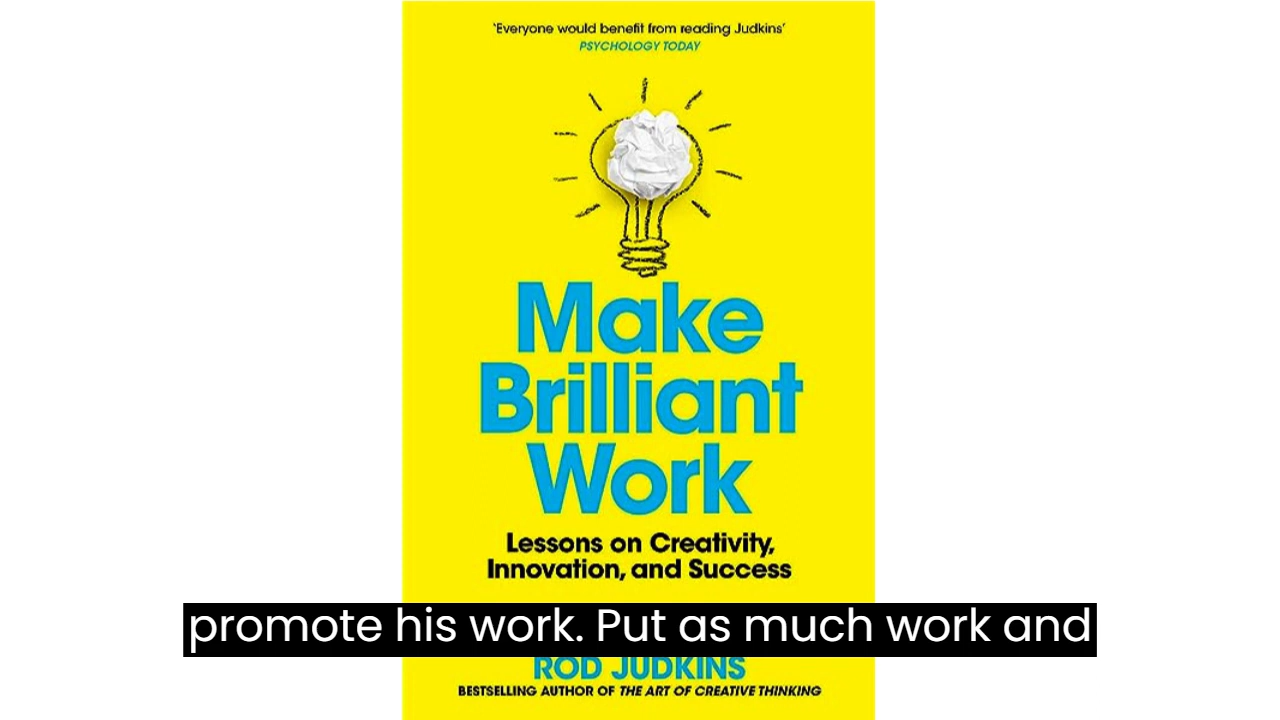 ‘Everyone would benefit from reading Judkins’
PSYCHOLOGY TODAY
Make
Brilliant
Work
Lessons on Creativity,
Innovation, and Success
promote his work. Put as much work and
ROD JUDKINS
BESTSELLING AUTHOR OF THE ART OF CREATIVE THINKING